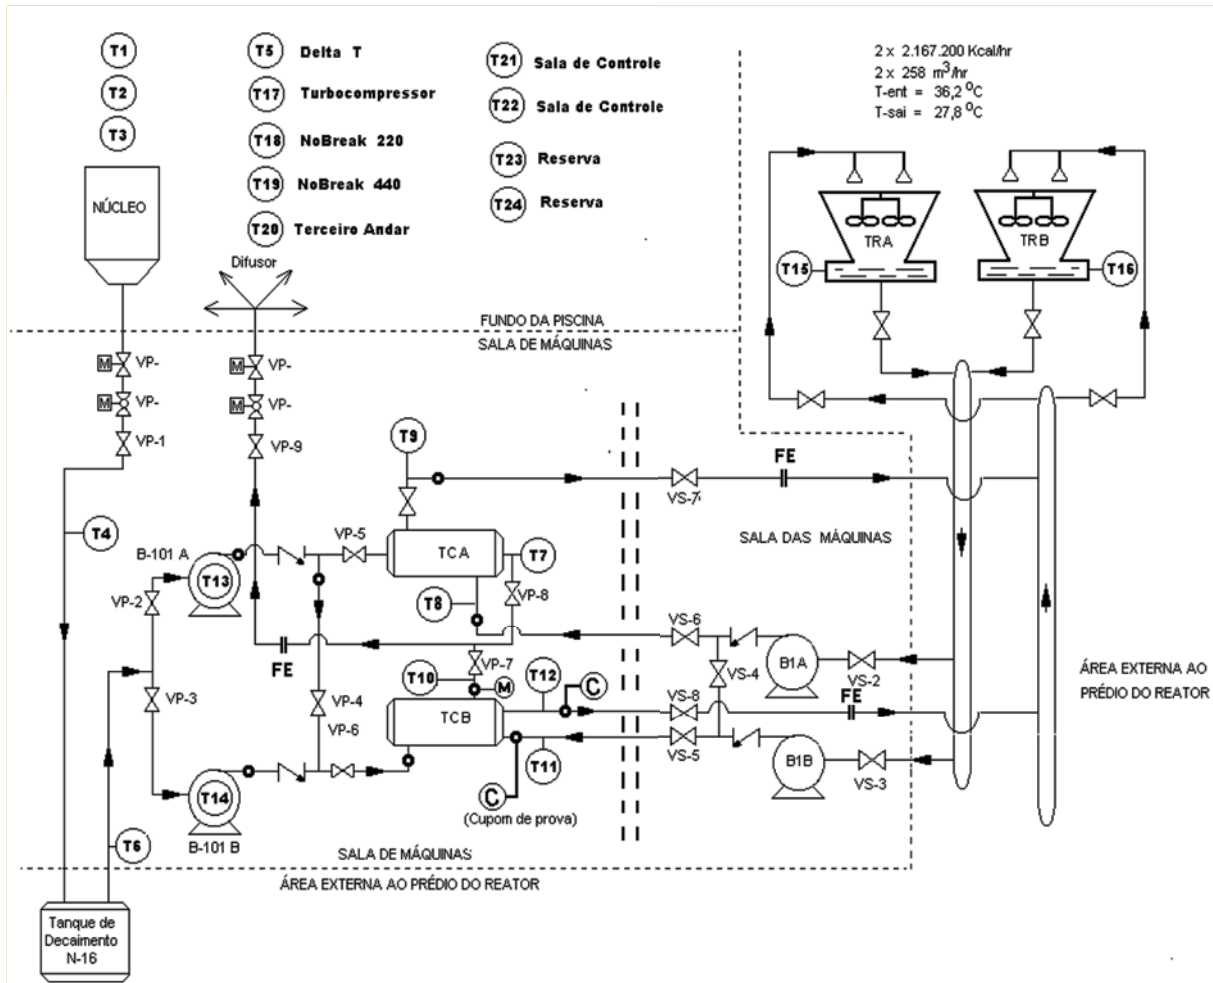 T1
T2
T3
T5 Delta T
T17 Turbocompressor
T18 NoBreak 220
T19 NoBreak 440
T20 Terceiro Andar
T21 Sala de Controle
T22 Sala de Controle
T23 Reserva
T24 Reserva
2 x 2.167.200 Kcal/hr
2 x 258 m³/hr
T-ent = 36,2 ºC
T-sai = 27,8 ºC
NÚCLEO
Difusor
TRA
TRB
T15
T16
FUNDO DA PISCINA
SALA DE MÁQUINAS
M VP-
M VP-
VP-1
M VP-
M VP-
VP-9
T9
FE
VS-7
T4
B-101 A
T13
VP-5
TCA
T7
VP-8
T8
SALA DAS MÁQUINAS
VP-2
VP-3
FE
VS-6
VS-4
B1A
VS-2
VP-7
T10
M
T12
C
VS-8
FE
ÁREA EXTERNA AO
PRÉDIO DO REATOR
VP-4
VP-6
TCB
VS-5
T11
B1B
VS-3
T14
C
(Cupom de prova)
B-101 B
T6
SALA DE MÁQUINAS
ÁREA EXTERNA AO PRÉDIO DO REATOR
Tanque de
Decaimento
N-16